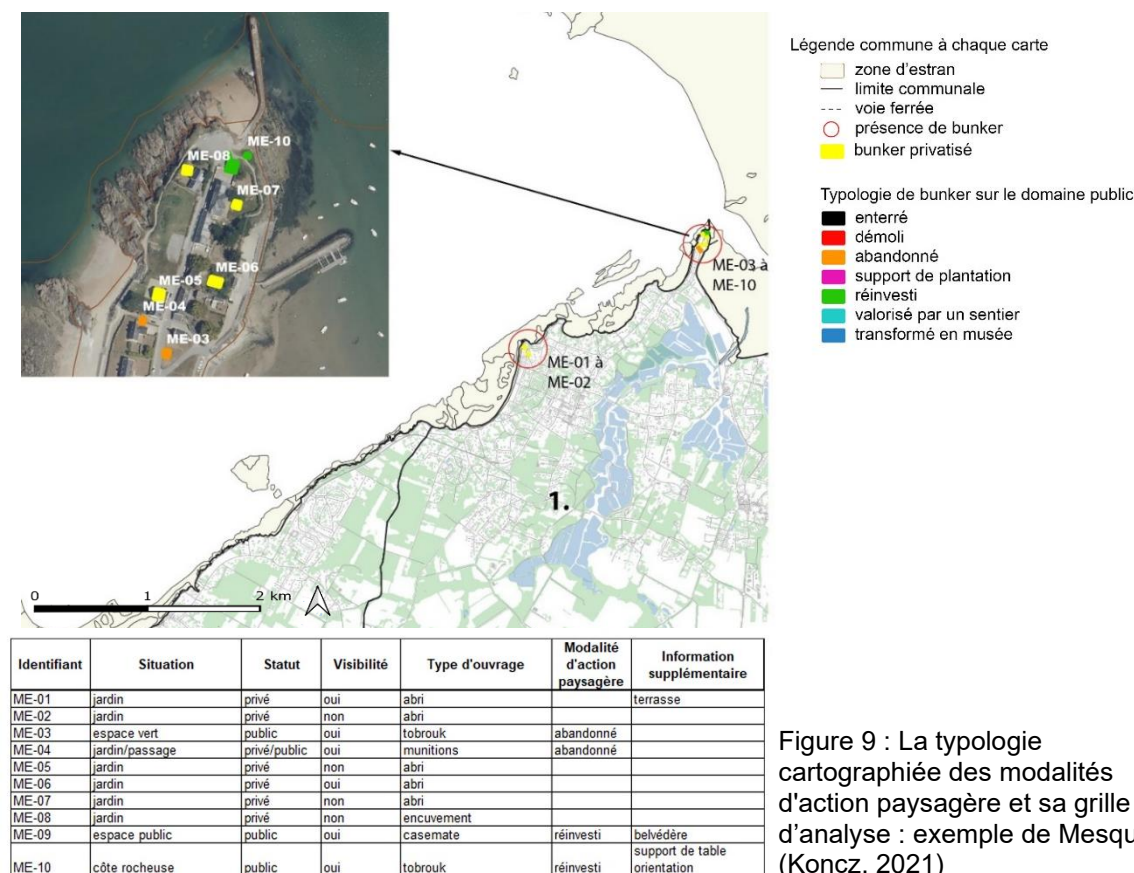 ME-10
ME-08
ME-07
ME-06
ME-05
ME-04
ME-03
ME-03 à
ME-10
ME-01 à
ME-02
1.
0 1 2 km
Légende commune à chaque carte
zone d'estran
limite communale
voie ferrée
présence de bunker
bunker privatisé
Typologie de bunker sur le domaine public
enterré
démoli
abandonné
support de plantation
réinvesti
valorisé par un sentier
transformé en musée
Identifiant Situation Statut Visibilité Type d'ouvrage Modalité d'action paysagère Information supplémentaire
ME-01 jardin privé oui abri terrasse
ME-02 jardin privé non abri
ME-03 espace vert public oui tobrouk abandonné
ME-04 jardin/passage privé/public oui munitions abandonné
ME-05 jardin privé non abri
ME-06 jardin privé oui abri
ME-07 jardin privé non abri
ME-08 jardin privé non encuvement
ME-09 espace public public oui casemate réinvesti belvédère
ME-10 côte rocheuse public oui tobrouk réinvesti support de table orientation
Figure 9 : La typologie
cartographiée des modalités
d'action paysagère et sa grille
d'analyse : exemple de Mesqu
(Koncz, 2021)